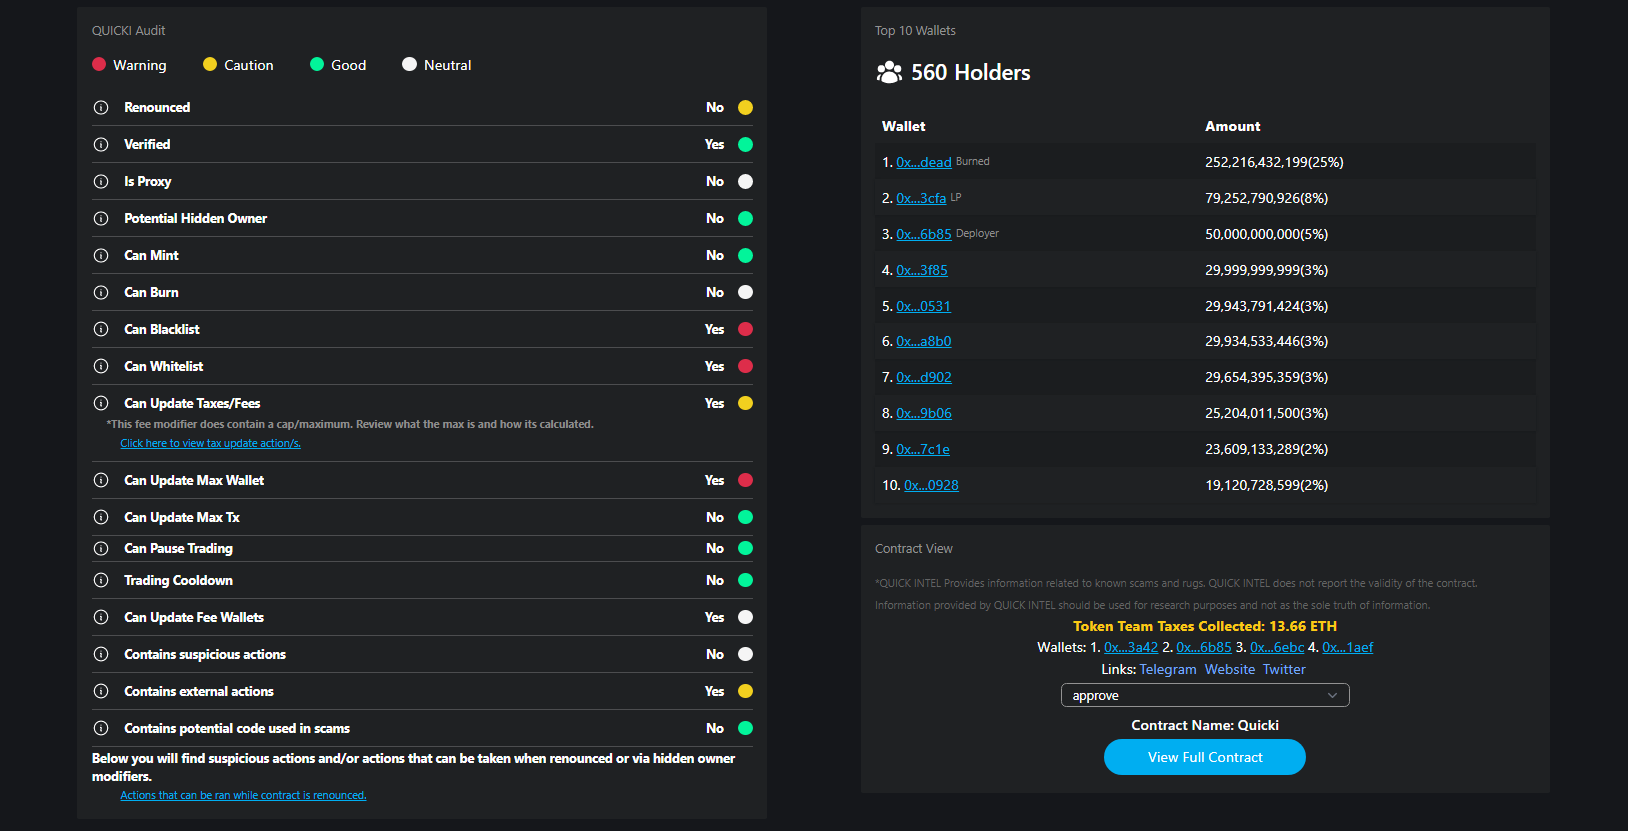 QUICKI Audit
Warning Caution Good Neutral
Renounced No
Verified Yes
Is Proxy No
Potential Hidden Owner No
Can Mint No
Can Burn No
Can Blacklist Yes
Can Whitelist Yes
Can Update Taxes/Fees Yes
*This fee modifier does contain a cap/maximum. Review what the max is and how its calculated.
Click here to view tax update action/s.
Can Update Max Wallet Yes
Can Update Max Tx No
Can Pause Trading No
Trading Cooldown No
Can Update Fee Wallets Yes
Contains suspicious actions No
Contains external actions Yes
Contains potential code used in scams No
Below you will find suspicious actions and/or actions that can be taken when renounced or via hidden owner
modifiers.
Actions that can be ran while contract is renounced.
Top 10 Wallets
560 Holders
Wallet Amount
1. 0x...dead Burned 252,216,432,199(25%)
2. 0x...3cfa LP 79,252,790,926(8%)
3. 0x...6b85 Deployer 50,000,000,000(5%)
4. 0x...3f85 29,999,999,999(3%)
5. 0x...0531 29,943,791,424(3%)
6. 0x...a8b0 29,934,533,446(3%)
7. 0x...d902 29,654,395,359(3%)
8. 0x...9b06 25,204,011,500(3%)
9. 0x...7c1e 23,609,133,289(2%)
10. 0x...0928 19,120,728,599(2%)
Contract View
*QUICK INTEL Provides information related to known scams and rugs. QUICK INTEL does not report the validity of the contract.
Information provided by QUICK INTEL should be used for research purposes and not as the sole truth of information.
Token Team Taxes Collected: 13.66 ETH
Wallets: 1. 0x...3a42 2. 0x...6b85 3. 0x...6ebc 4. 0x...1aef
Links: Telegram Website Twitter
approve
Contract Name: Quicki
View Full Contract